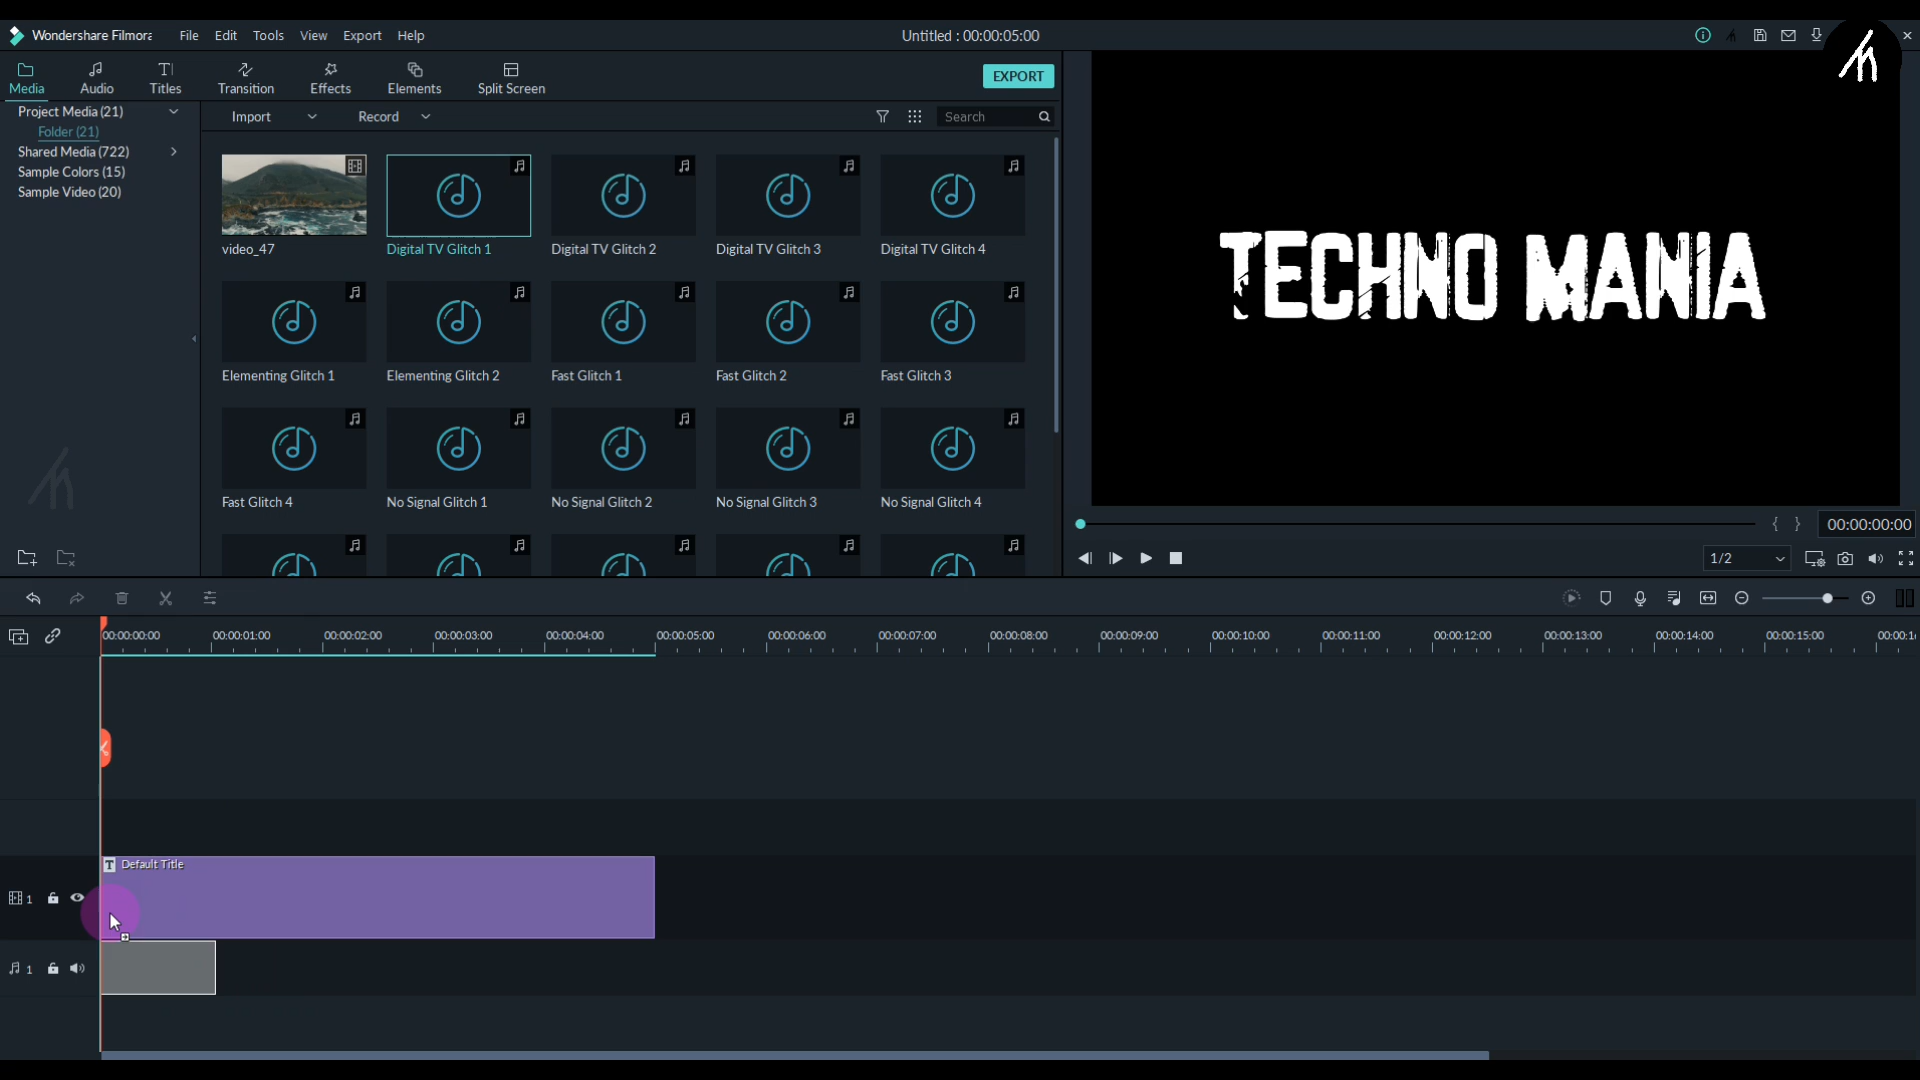 Wondershare Filmora
File Edit Tools View Export Help
Untitled : 00:00:05:00
Media Audio Titles Transition Effects Elements Split Screen
EXPORT
Project Media (21)
Folder (21)
Shared Media (722)
Sample Colors (15)
Sample Video (20)
Import Record Search
video_47 Digital TV Glitch 1 Digital TV Glitch 2 Digital TV Glitch 3 Digital TV Glitch 4
Elementing Glitch 1 Elementing Glitch 2 Fast Glitch 1 Fast Glitch 2 Fast Glitch 3
Fast Glitch 4 No Signal Glitch 1 No Signal Glitch 2 No Signal Glitch 3 No Signal Glitch 4
TECHNO MANIA
00:00:00:00
1/2
00:00:00:00 00:00:01:00 00:00:02:00 00:00:03:00 00:00:04:00 00:00:05:00 00:00:06:00 00:00:07:00 00:00:08:00 00:00:09:00 00:00:10:00 00:00:11:00 00:00:12:00 00:00:13:00 00:00:14:00 00:00:15:00
T Default Title
1
1